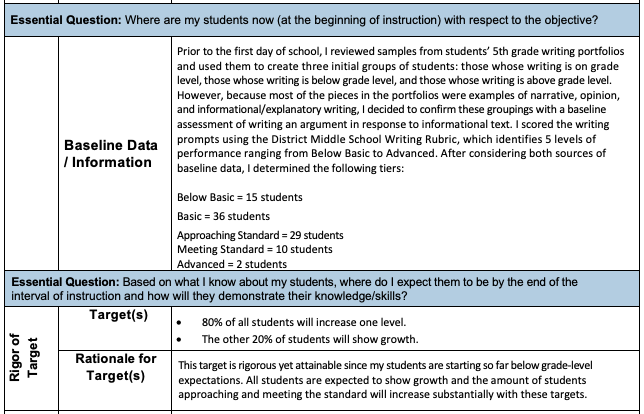 Essential Question: Where are my students now (at the beginning of instruction) with respect to the objective?
Baseline Data
/ Information
Prior to the first day of school, I reviewed samples from students' 5th grade writing portfolios
and used them to create three initial groups of students: those whose writing is on grade
level, those whose writing is below grade level, and those whose writing is above grade level.
However, because most of the pieces in the portfolios were examples of narrative, opinion,
and informational/explanatory writing, I decided to confirm these groupings with a baseline
assessment of writing an argument in response to informational text. I scored the writing
prompts using the District Middle School Writing Rubric, which identifies 5 levels of
performance ranging from Below Basic to Advanced. After considering both sources of
baseline data, I determined the following tiers:
Below Basic = 15 students
Basic = 36 students
Approaching Standard = 29 students
Meeting Standard = 10 students
Advanced = 2 students
Essential Question: Based on what I know about my students, where do I expect them to be by the end of the
interval of instruction and how will they demonstrate their knowledge/skills?
Rigor of
Target
Target(s)
• 80% of all students will increase one level.
• The other 20% of students will show growth.
Rationale for
Target(s)
This target is rigorous yet attainable since my students are starting so far below grade-level
expectations. All students are expected to show growth and the amount of students
approaching and meeting the standard will increase substantially with these targets.